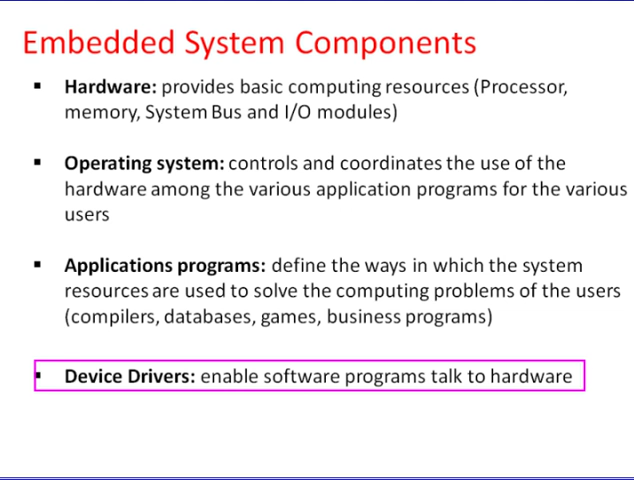 Embedded System Components
▪ Hardware: provides basic computing resources (Processor,
memory, System Bus and I/O modules)
▪ Operating system: controls and coordinates the use of the
hardware among the various application programs for the various
users
▪ Applications programs: define the ways in which the system
resources are used to solve the computing problems of the users
(compilers, databases, games, business programs)
▪ Device Drivers: enable software programs talk to hardware